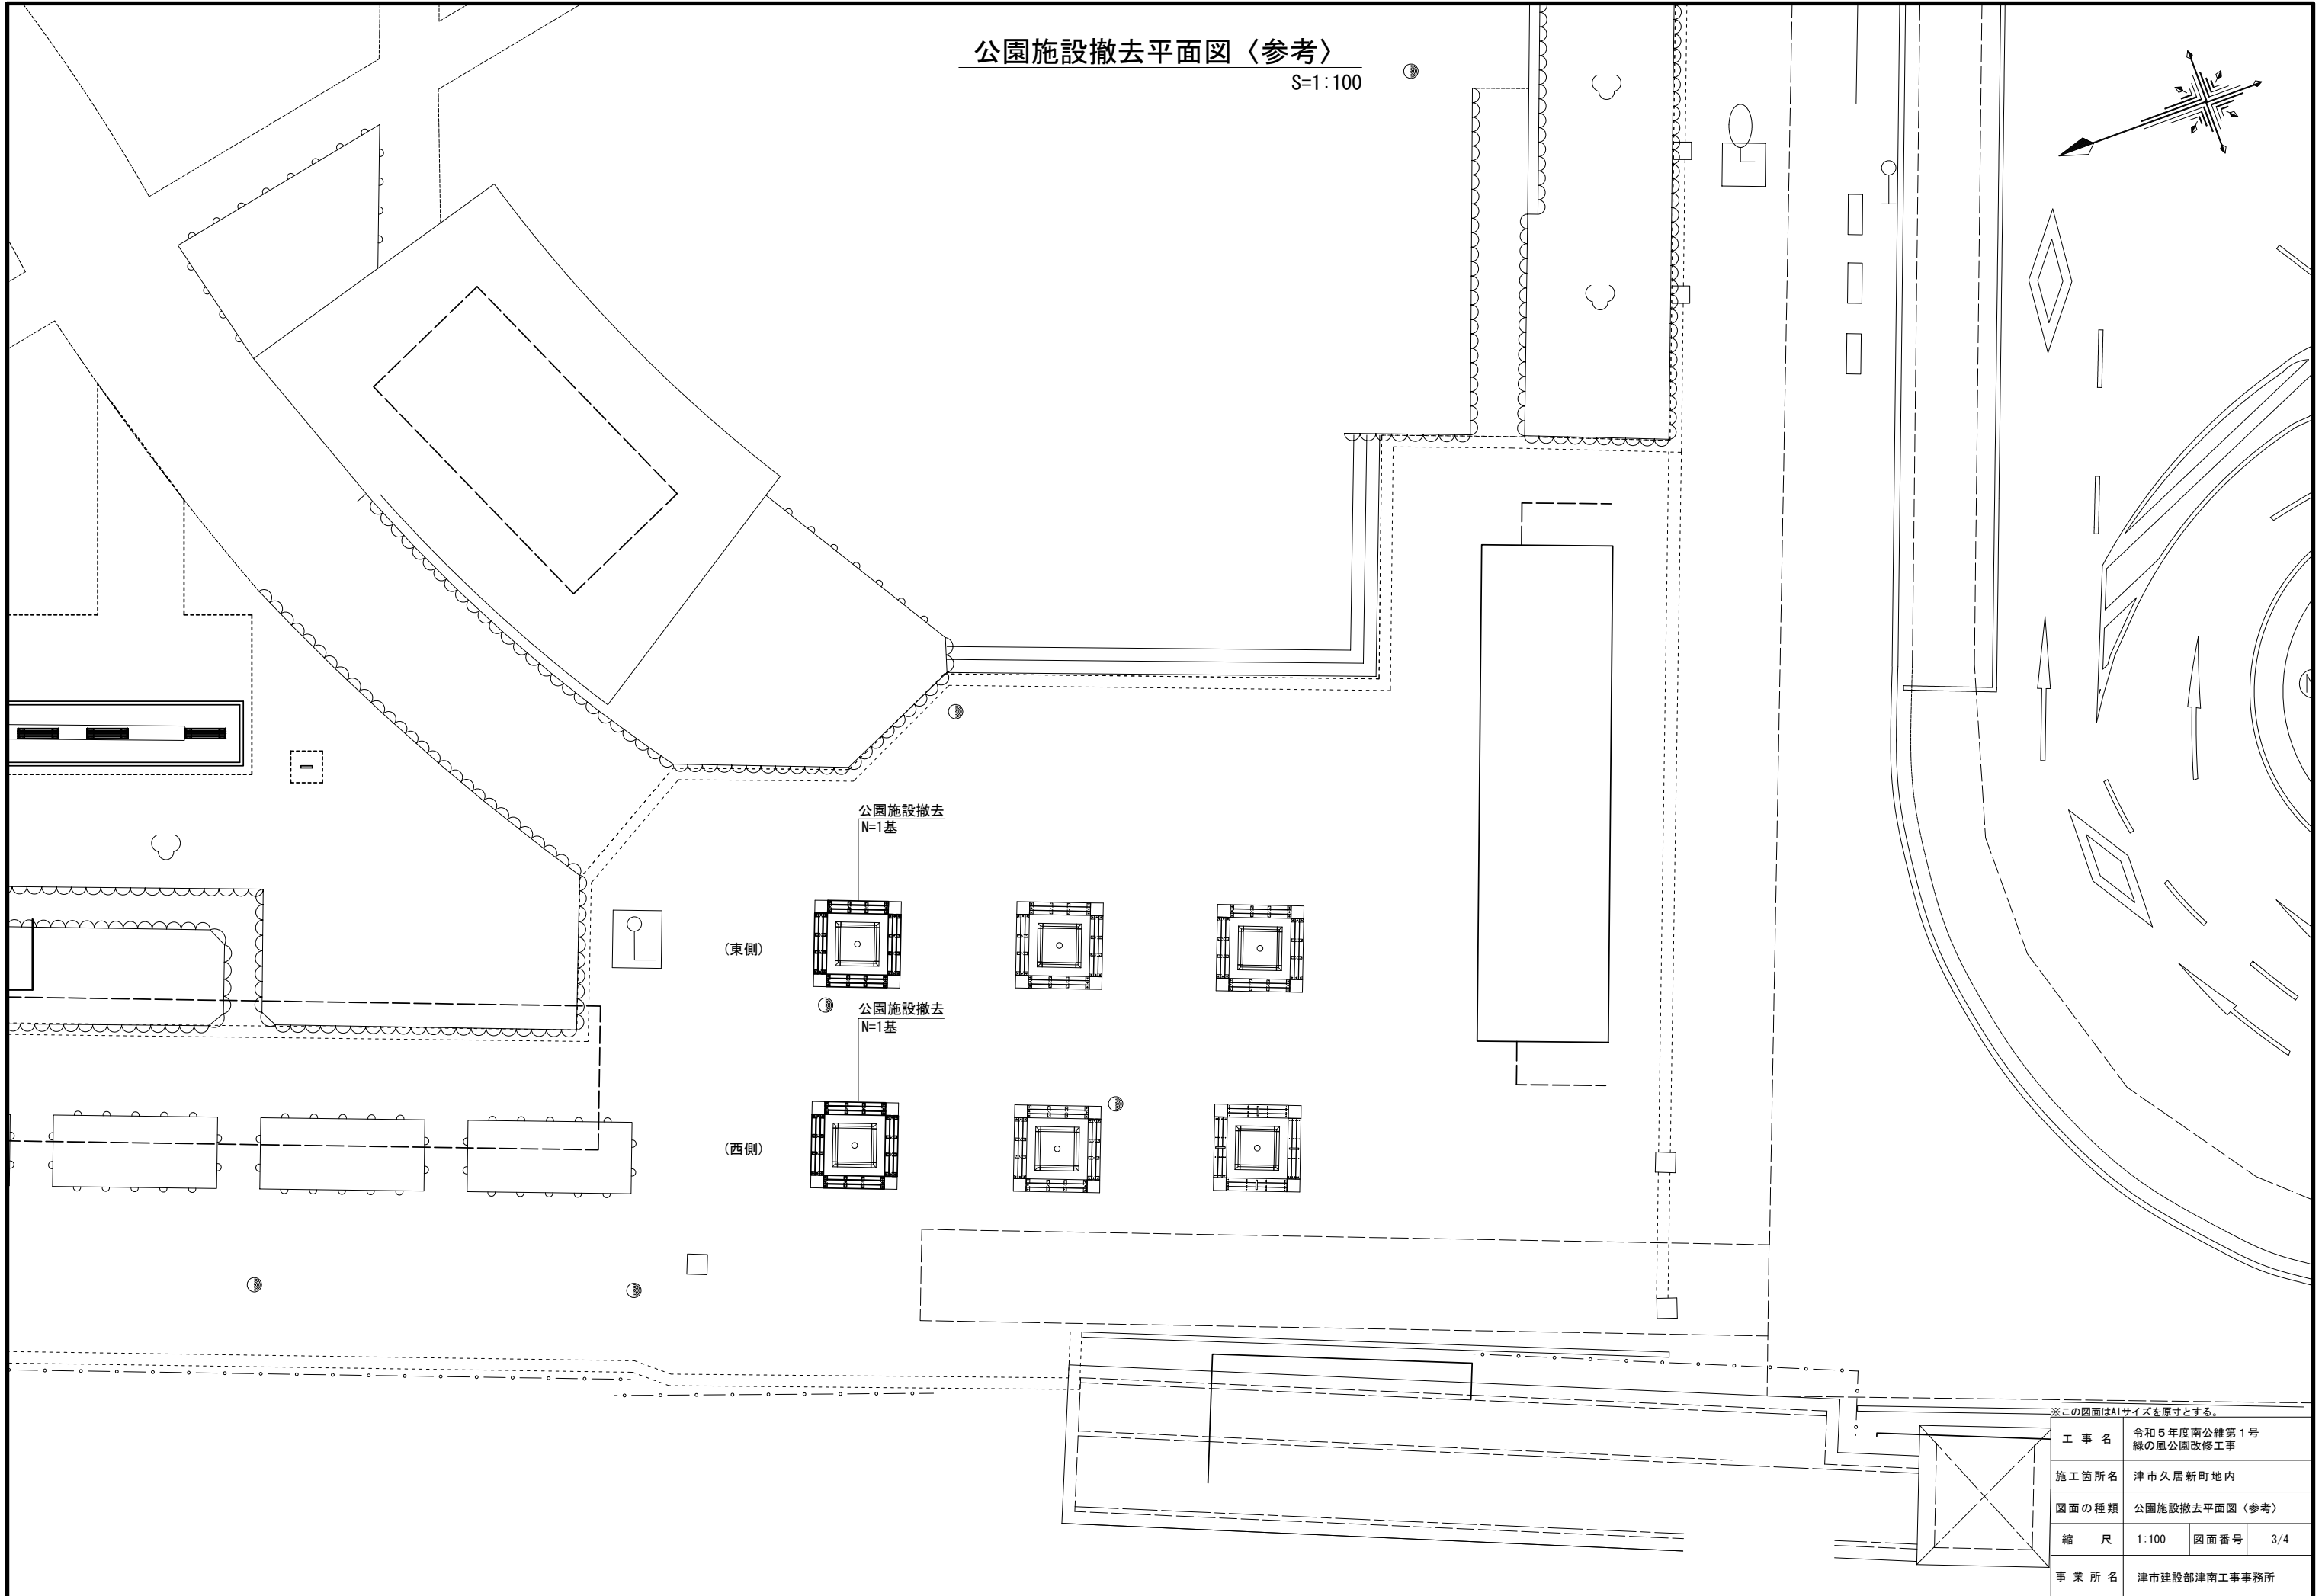 公園施設撤去平面図〈参考〉
S=1:100
公園施設撤去
N=1基
(東側)
公園施設撤去
N=1基
(西側)
※この図面はA1サイズを原寸とする。
工事名 令和5年度南公維第1号
緑の風公園改修工事
施工箇所名 津市久居新町地内
図面の種類 公園施設撤去平面図〈参考〉
縮尺 1:100 図面番号 3/4
事業所名 津市建設部津南工事事務所